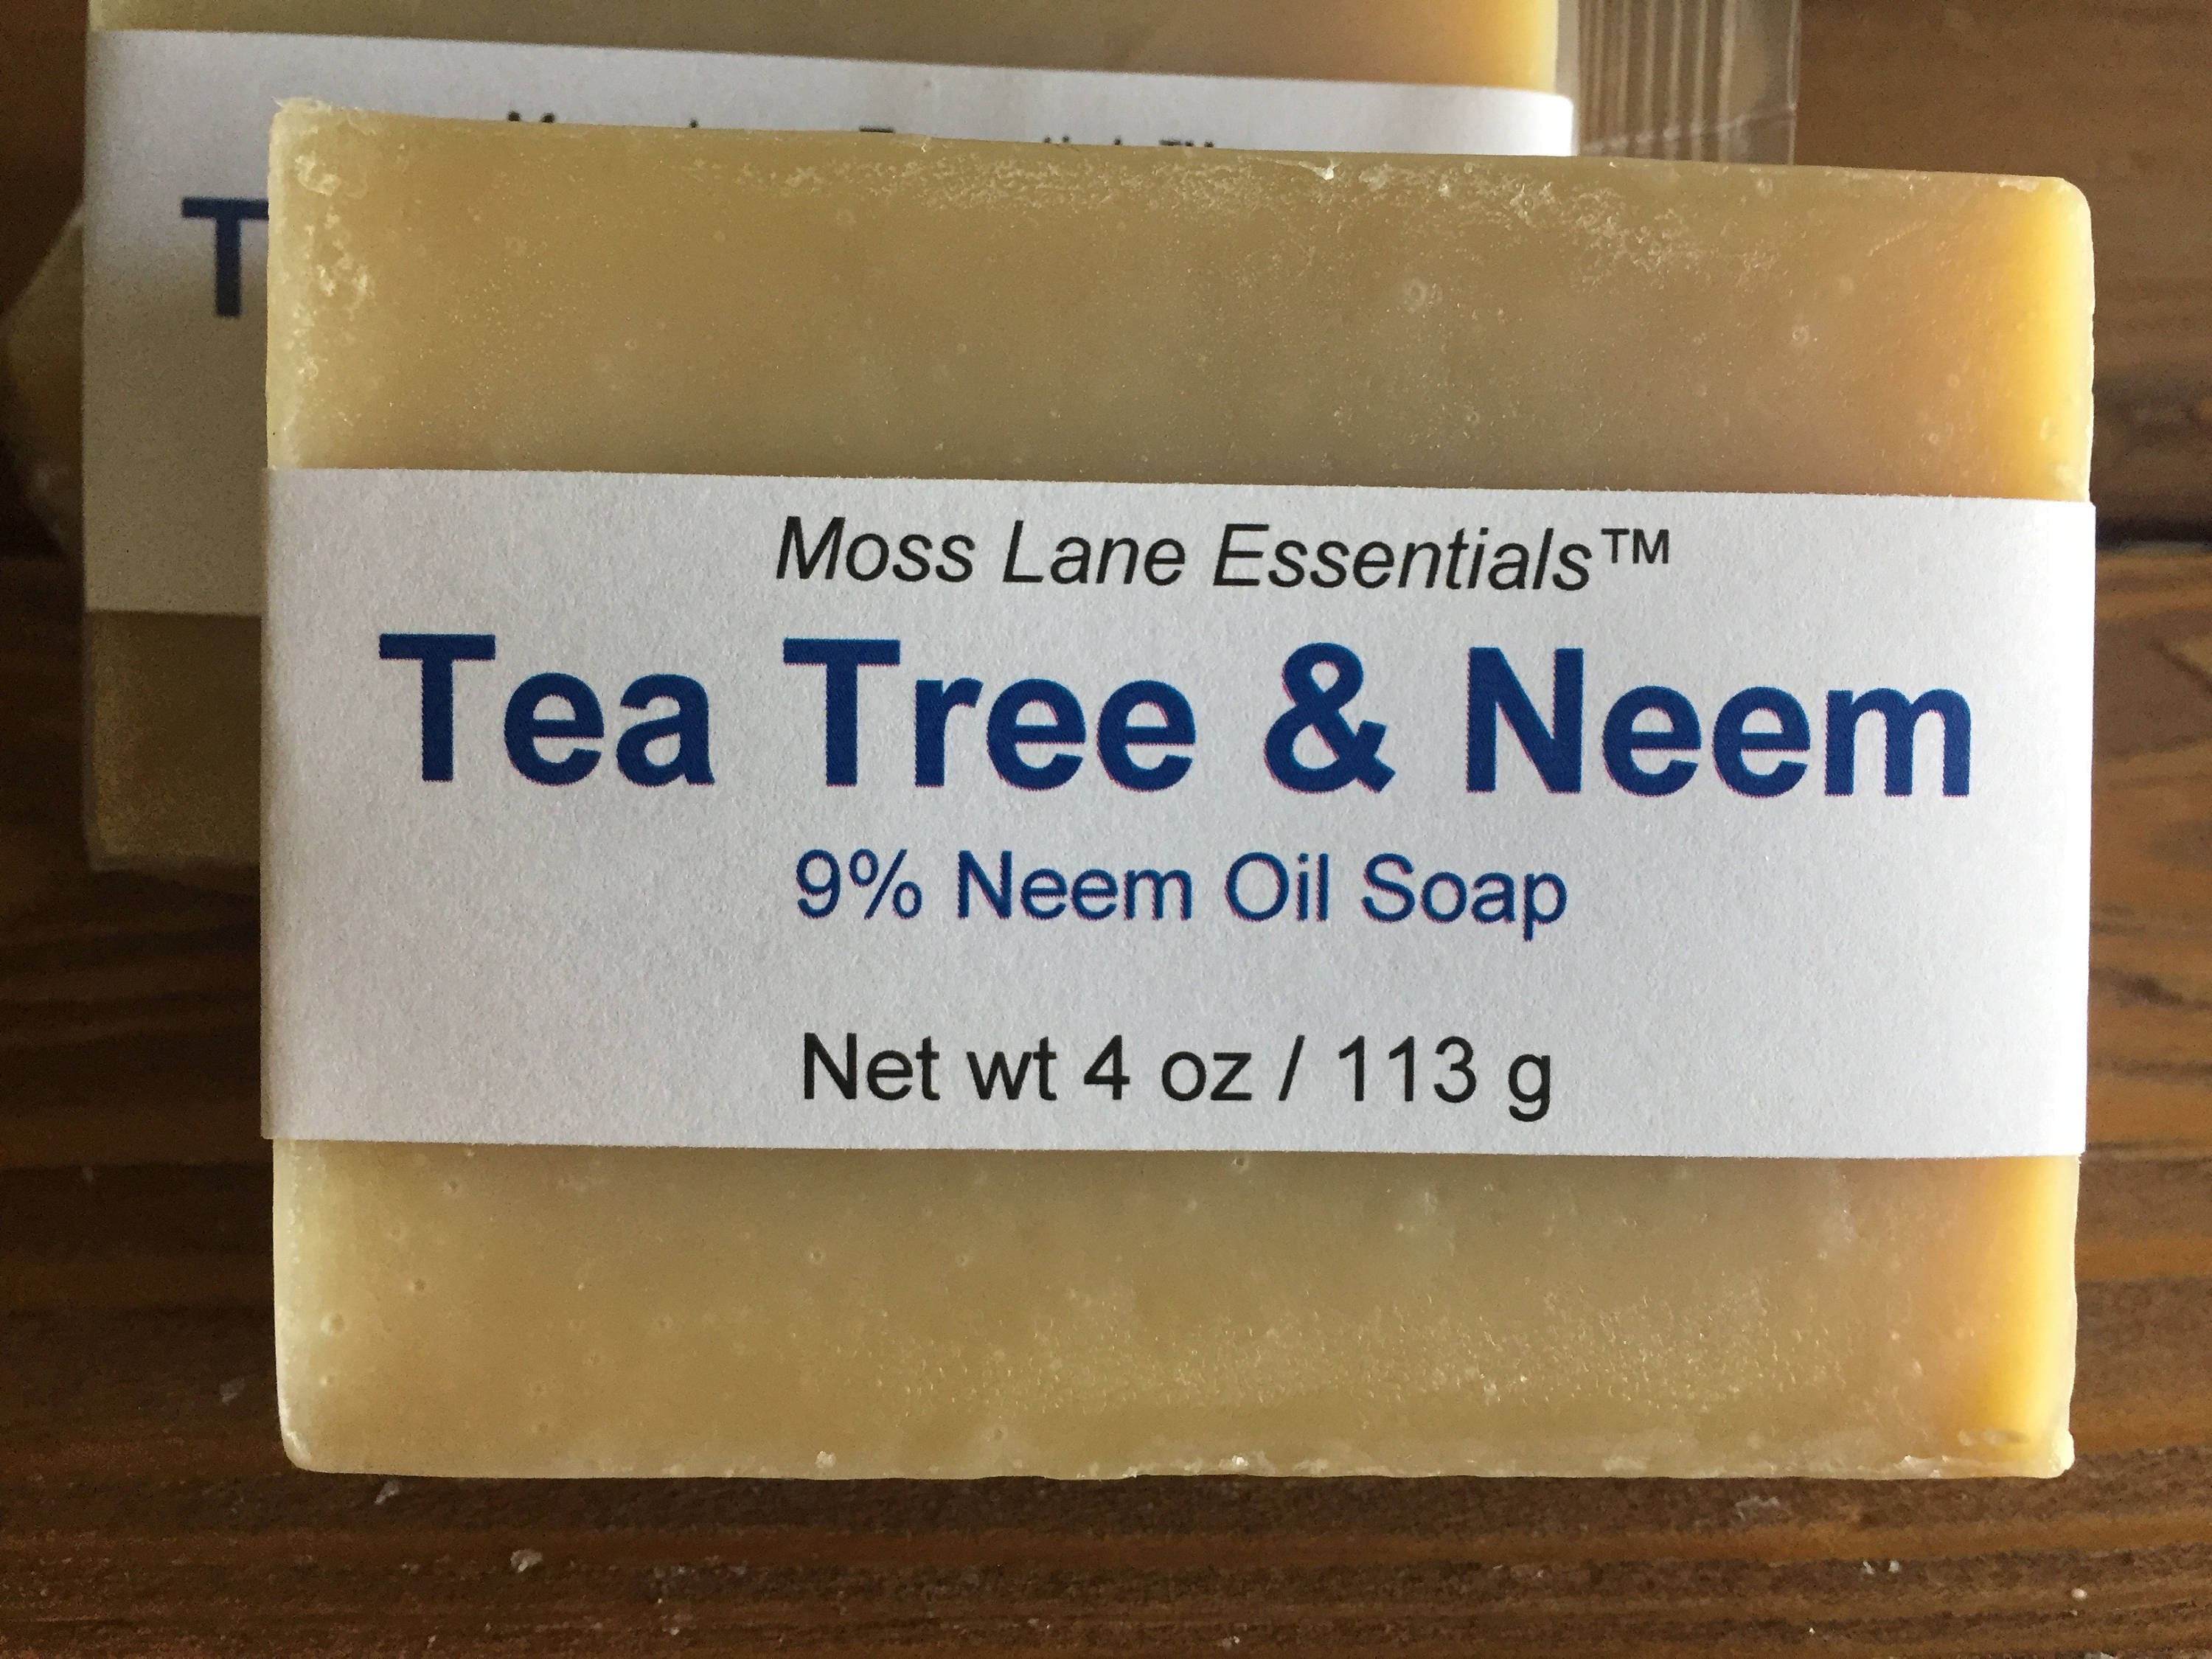 Moss Lane Essentials™
Tea Tree & Neem
9% Neem Oil Soap
Net wt 4 oz / 113 g